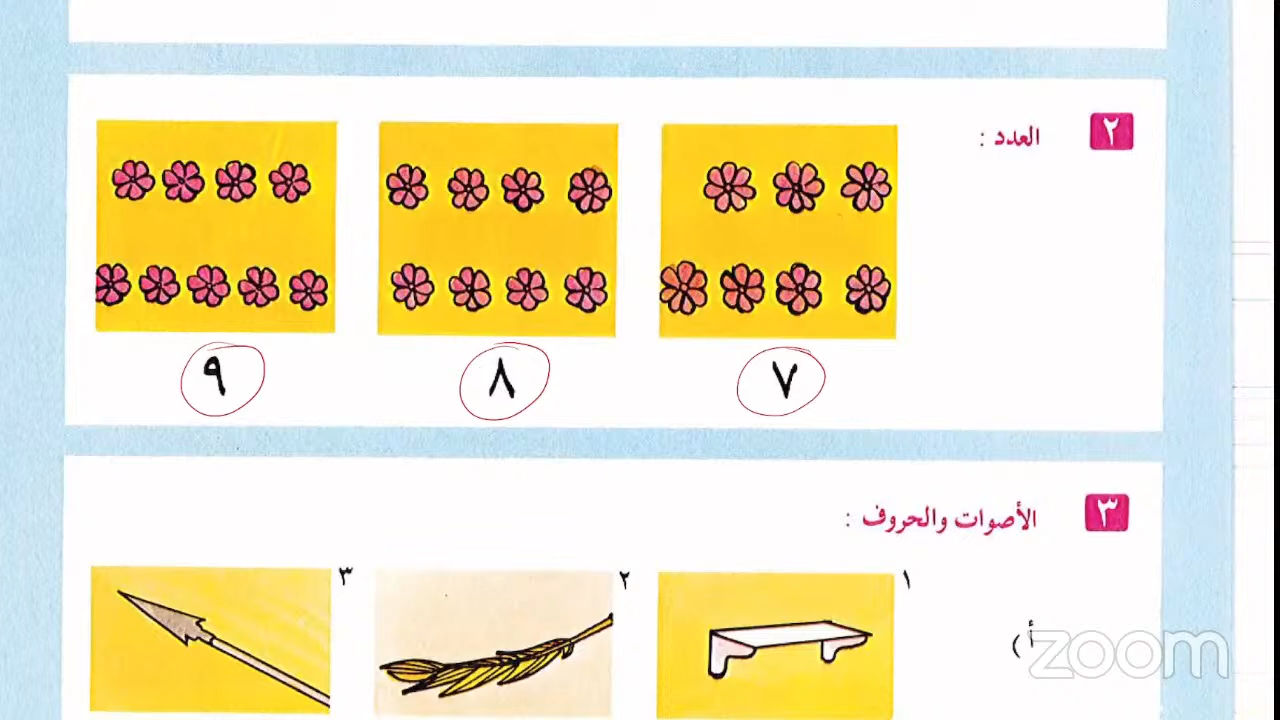 ٢ العدد :
٧ ٨ ٩
٣ الأصوات والحروف :
١ ٢ ٣
أ )
zoom